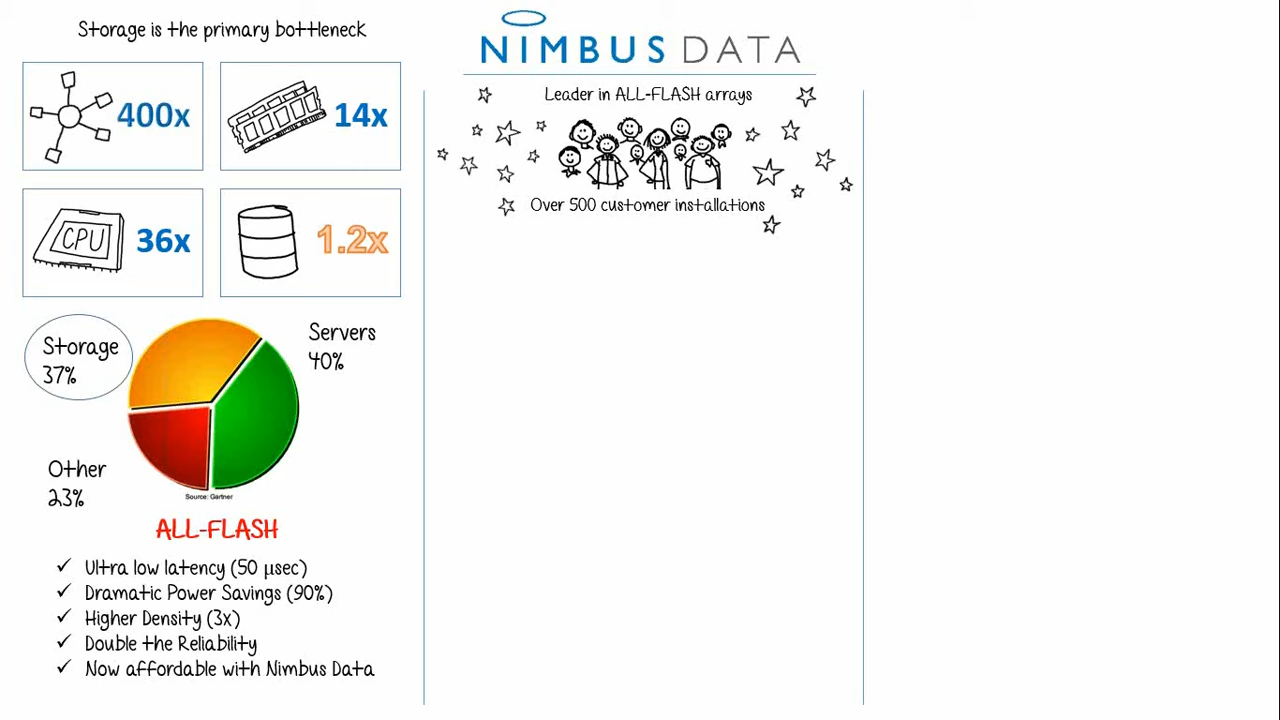 Storage is the primary bottleneck
400x
14x
CPU
36x
1.2x
Storage
37%
Servers
40%
Other
23%
Source: Gartner
ALL-FLASH
✓ Ultra low latency (50 μsec)
✓ Dramatic Power Savings (90%)
✓ Higher Density (3x)
✓ Double the Reliability
✓ Now affordable with Nimbus Data
NIMBUS DATA
Leader in ALL-FLASH arrays
Over 500 customer installations